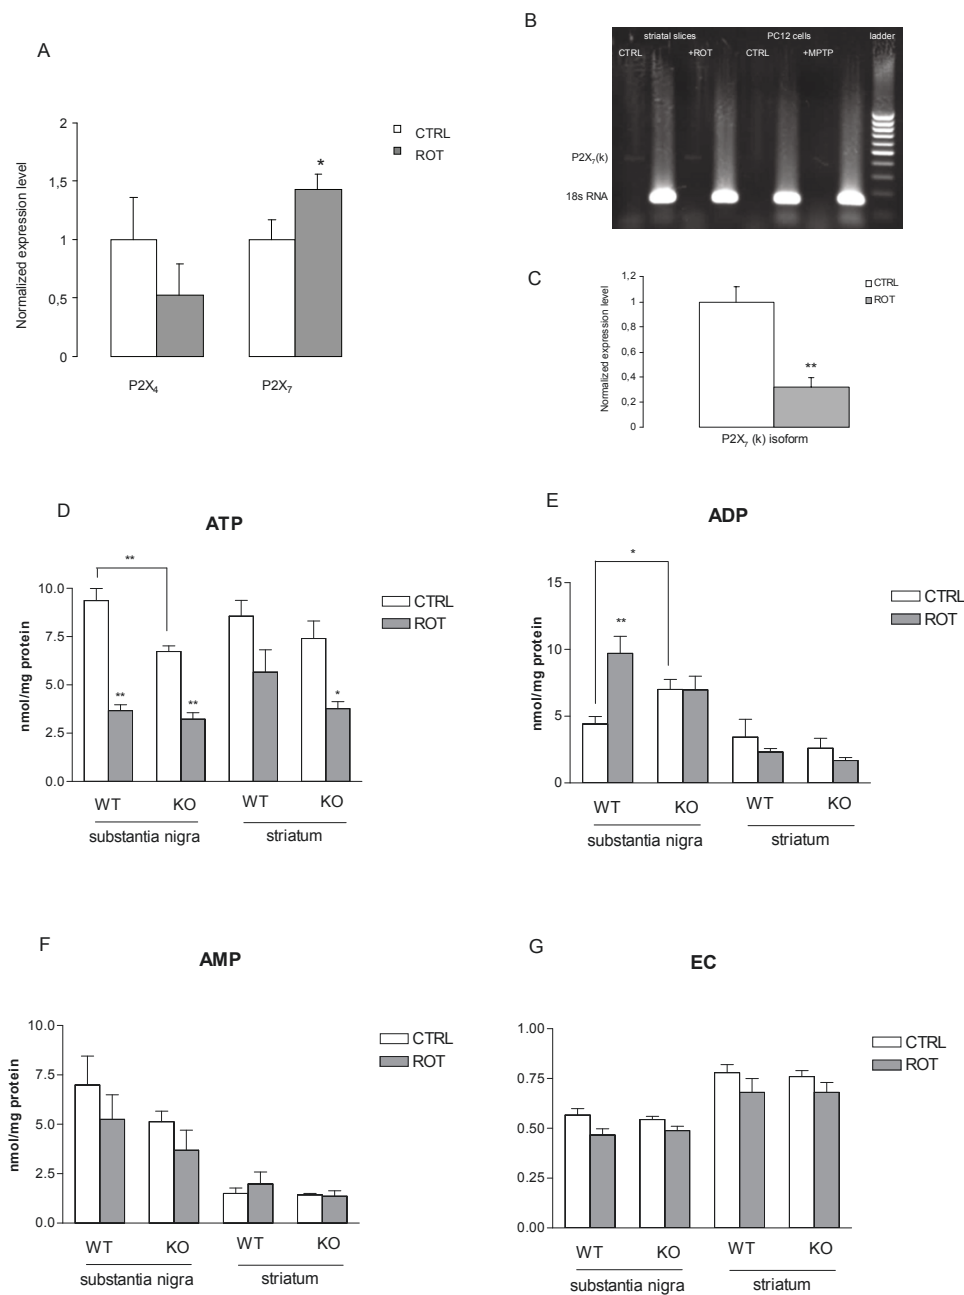 A
2
1,5
1
0,5
0
Normalized expression level
CTRL
ROT
*
P2X4
P2X7
B
striatal slices
PC12 cells
ladder
CTRL
+ROT
CTRL
+MPTP
P2X7(k)
18s RNA
C
1,2
1
0,8
0,6
0,4
0,2
0
Normalized expression level
CTRL
ROT
**
P2X7 (k) isoform
D
ATP
**
10.0
7.5
5.0
2.5
0.0
nmol/mg protein
CTRL
ROT
**
**
*
WT
KO
WT
KO
substantia nigra
striatum
E
ADP
*
15
10
5
0
nmol/mg protein
CTRL
ROT
**
WT
KO
WT
KO
substantia nigra
striatum
F
AMP
10.0
7.5
5.0
2.5
0.0
nmol/mg protein
CTRL
ROT
WT
KO
WT
KO
substantia nigra
striatum
G
EC
1.00
0.75
0.50
0.25
0.00
CTRL
ROT
WT
KO
WT
KO
substantia nigra
striatum